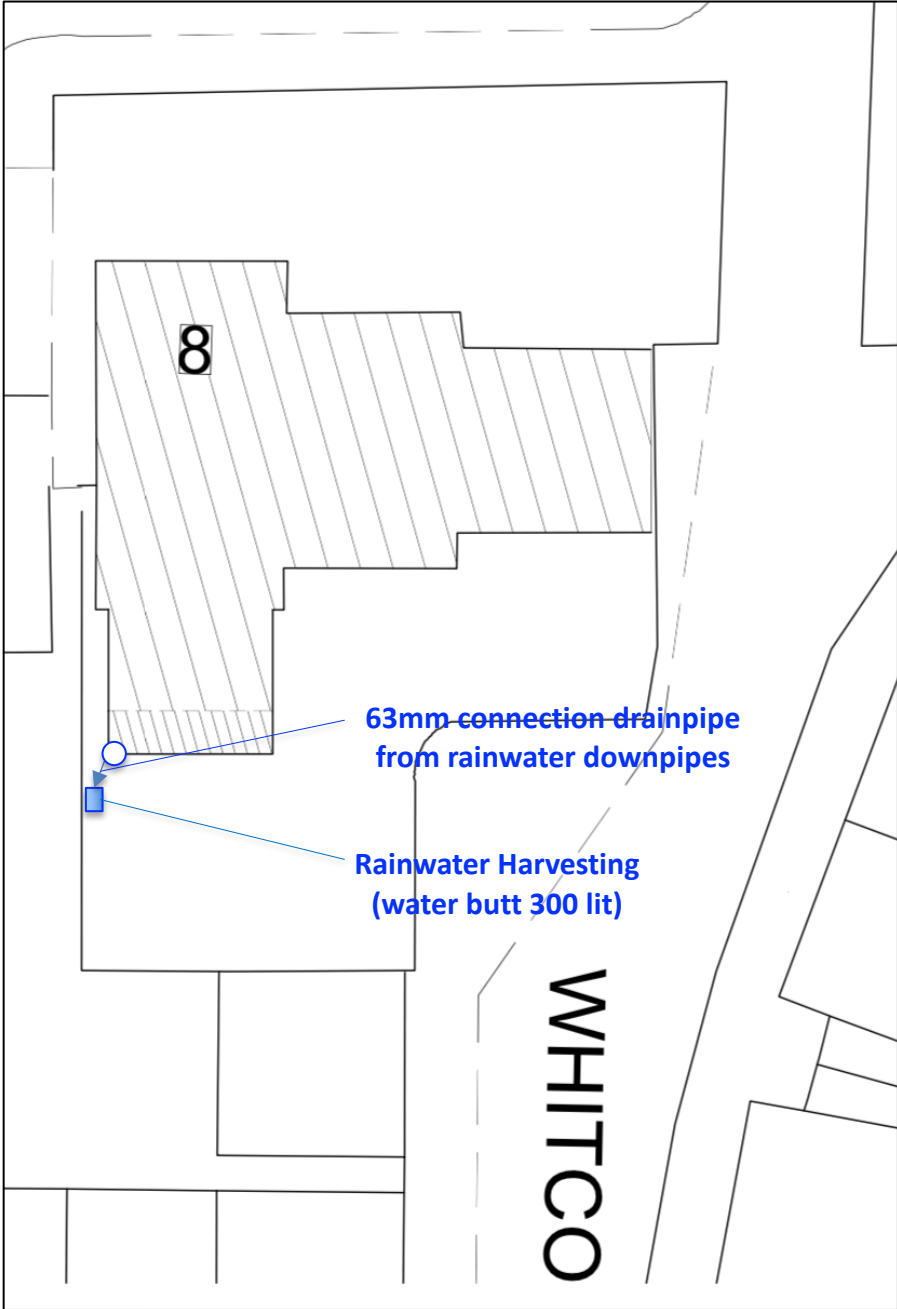 8
63mm connection drainpipe
from rainwater downpipes
Rainwater Harvesting
(water butt 300 lit)
WHITCO